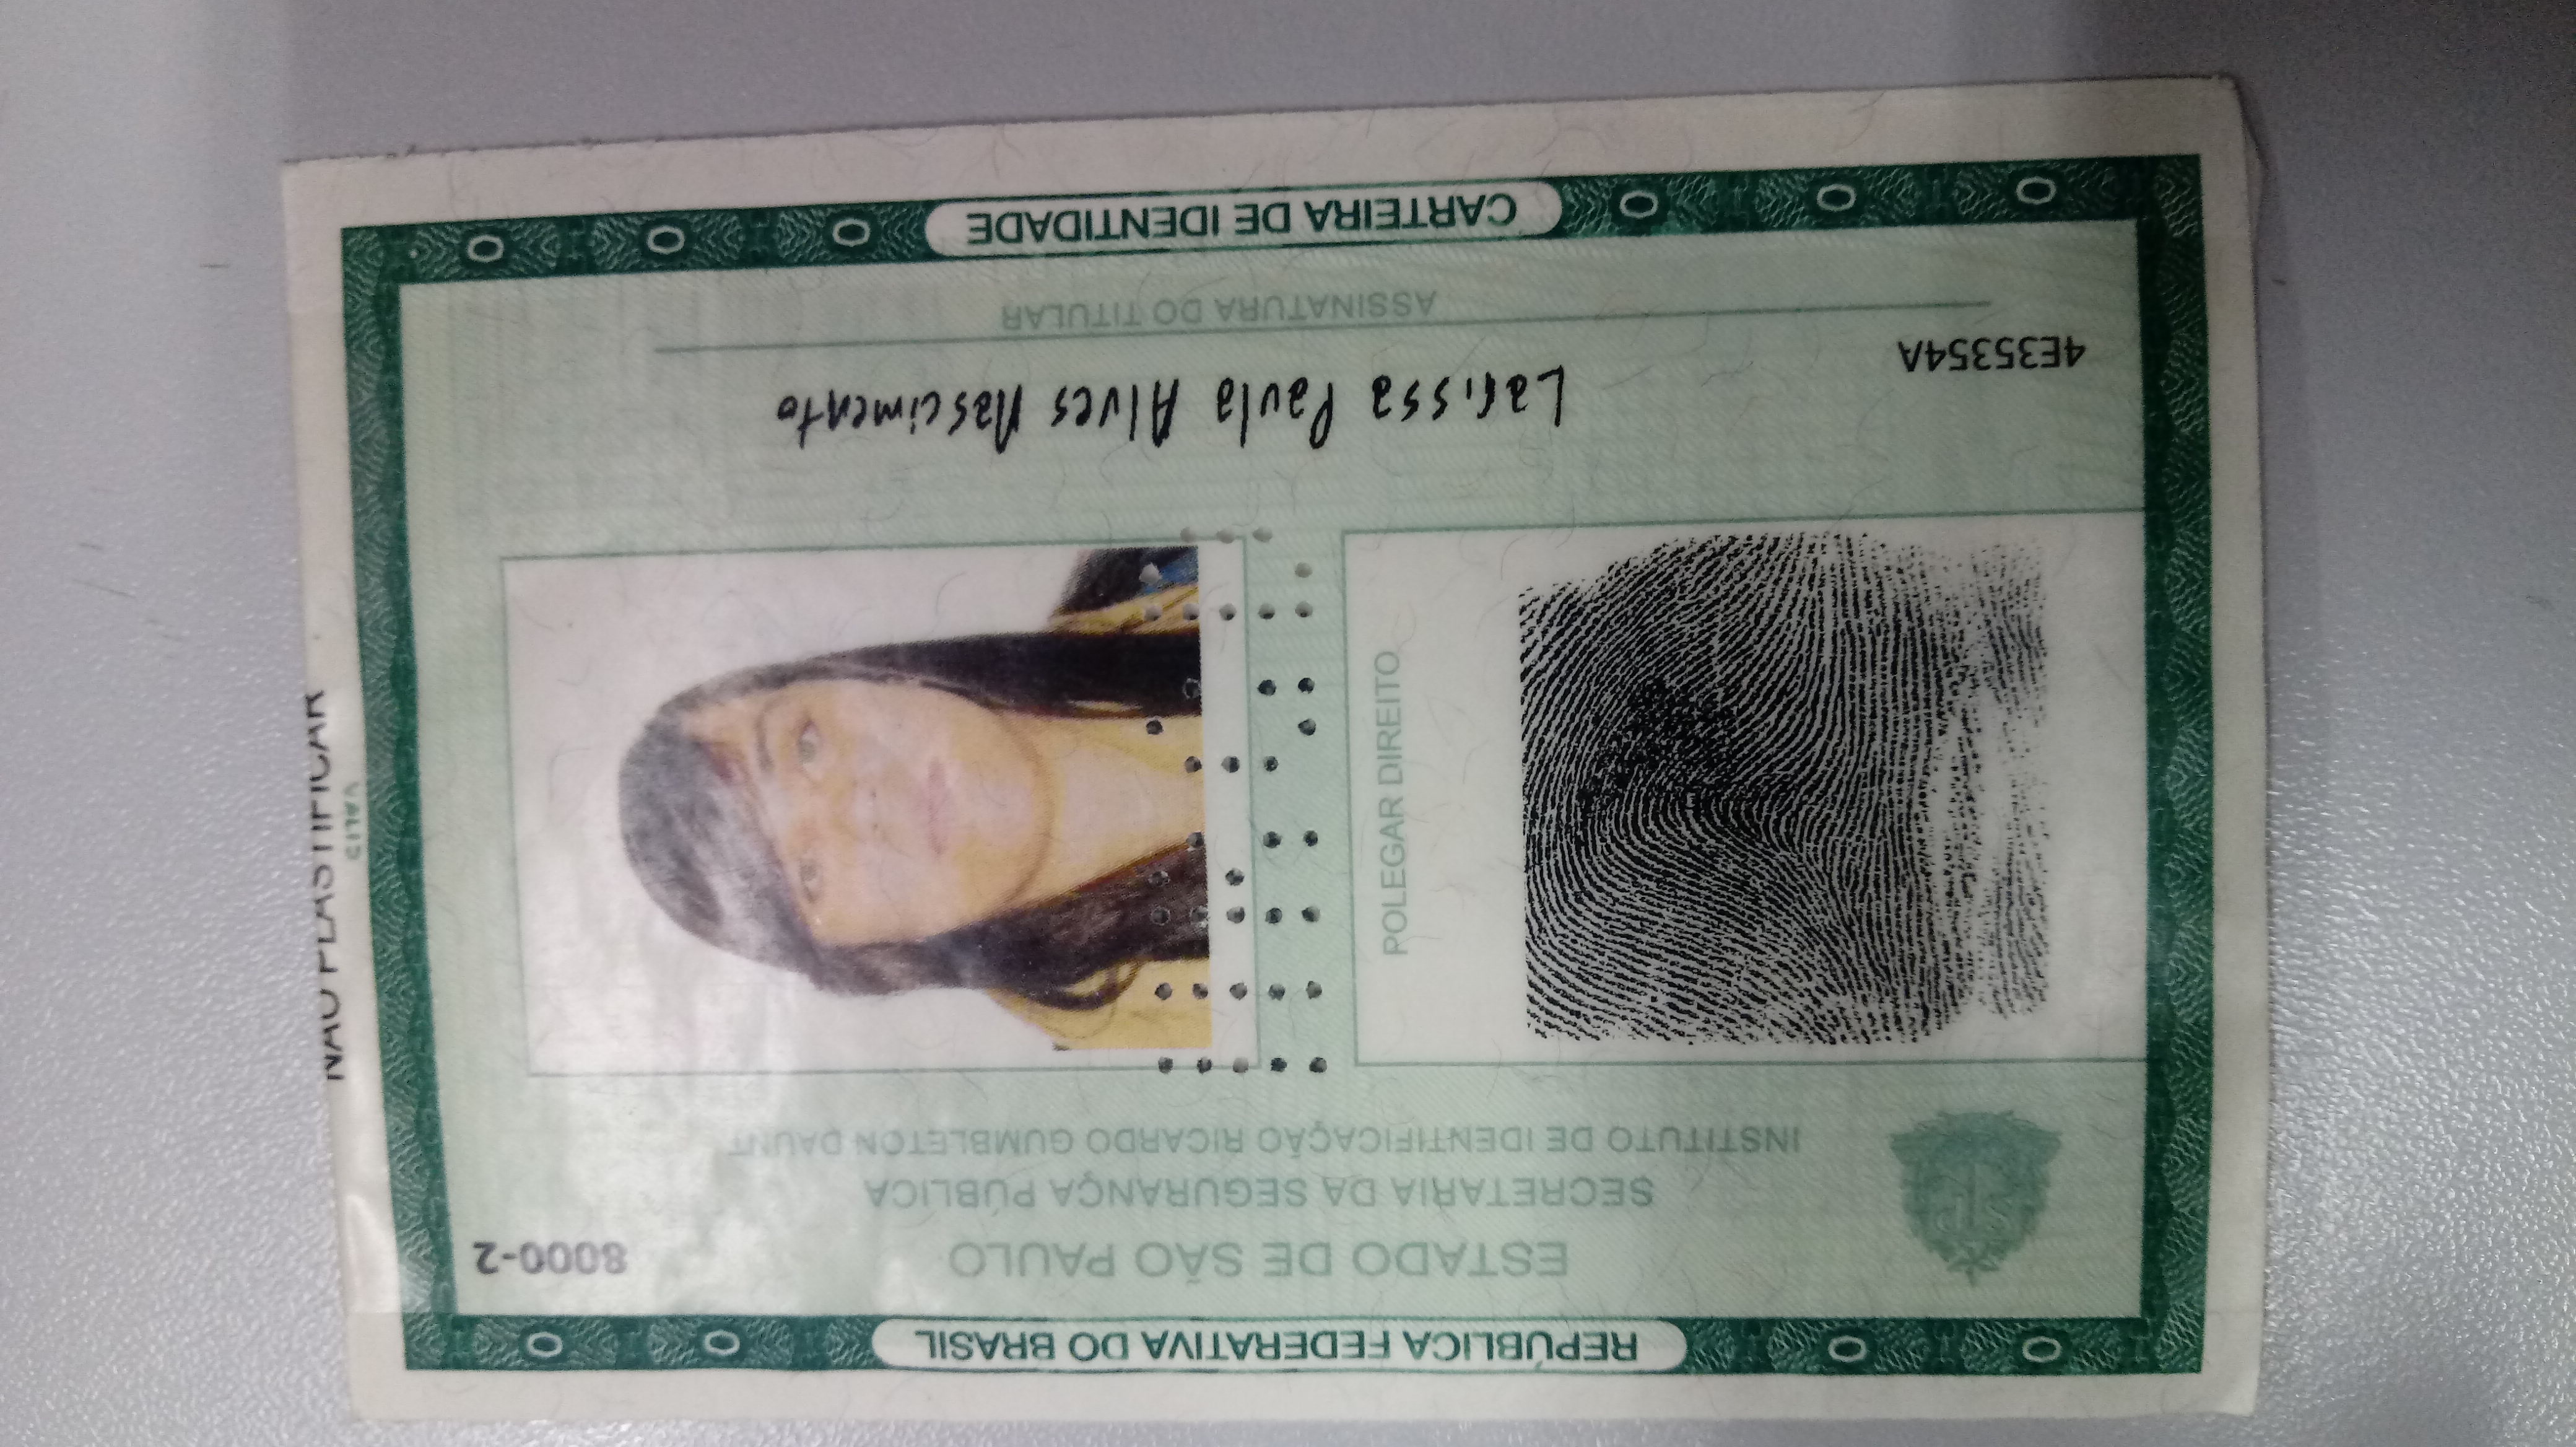 NÃO PLASTIFICAR
REPÚBLICA FEDERATIVA DO BRASIL
8000-2
ESTADO DE SÃO PAULO
SECRETARIA DA SEGURANÇA PÚBLICA
INSTITUTO DE IDENTIFICAÇÃO RICARDO GUMBLETON DAUNT
POLEGAR DIREITO
Larissa Paula Alves Nascimento
4E35354A
ASSINATURA DO TITULAR
CARTEIRA DE IDENTIDADE